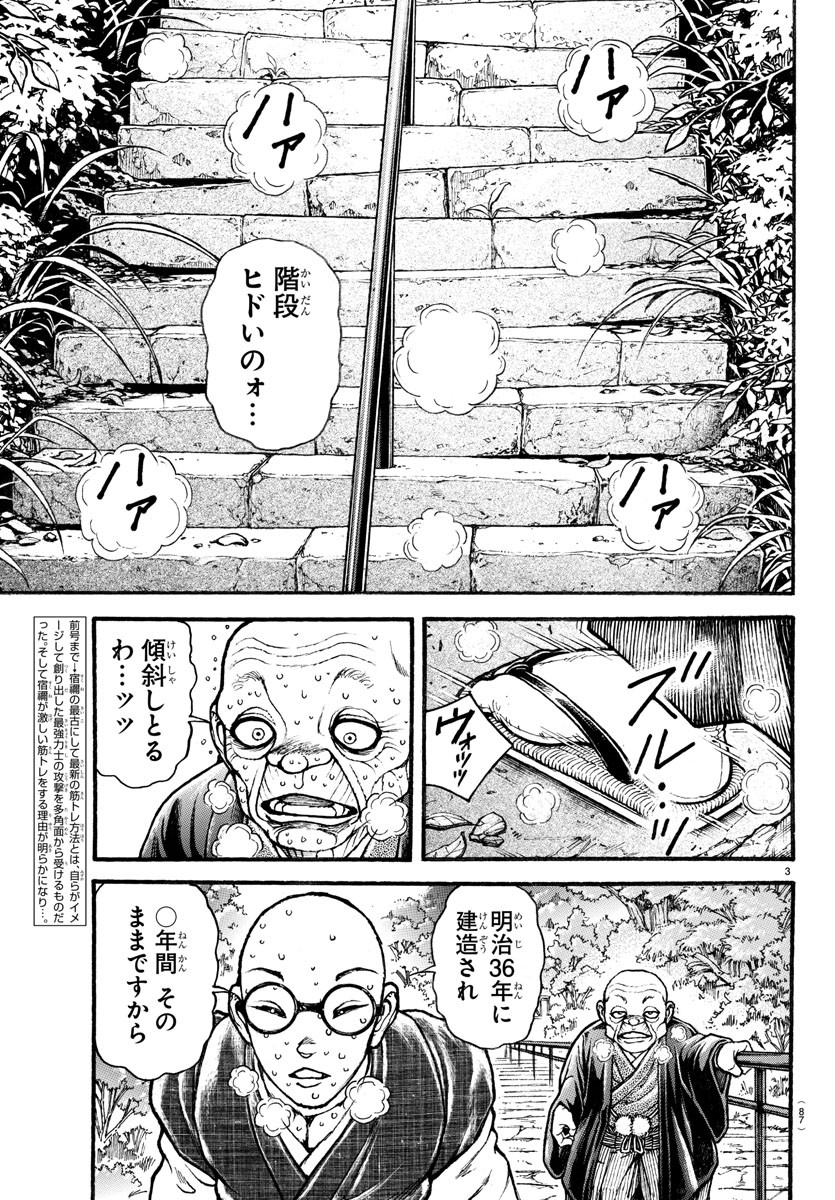 ハァ
ハァ
階段
ヒドいのォ…
ハァ
ハァ
ズルッ
ウォッ
傾斜しとる
わ…ッッ
前号まで→宿禰の最古にして最新の筋トレ方法とは、自らがイメ
ージして創り出した最強力士の攻撃を多角面から受けるものだ
った。そして宿禰が激しい筋トレをする理由が明らかになり…。
3
明治36年に
建造され
〇年間 その
ままですから
(87)